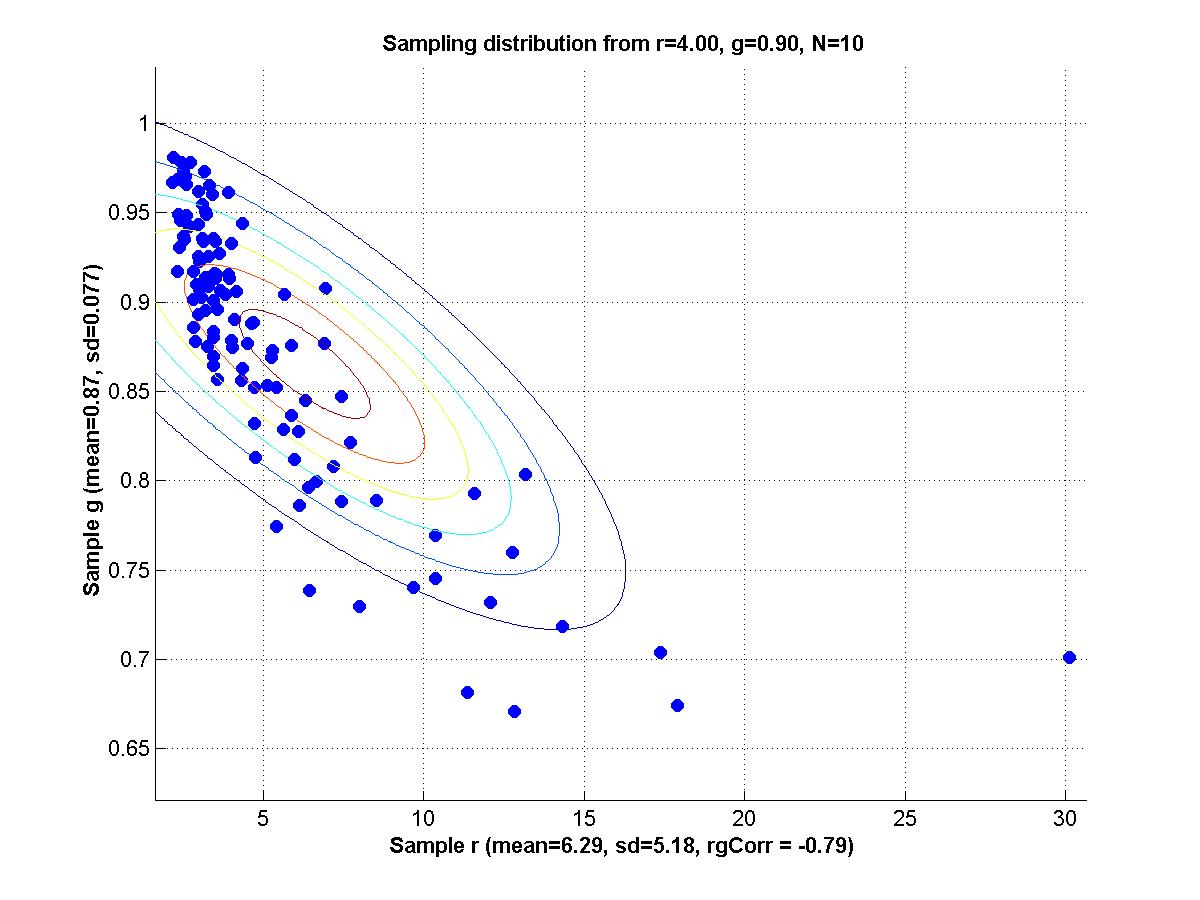 Sampling distribution from r=4.00, g=0.90, N=10
1
0.95
0.9
0.85
0.8
0.75
0.7
0.65
Sample g (mean=0.87, sd=0.077)
5 10 15 20 25 30
Sample r (mean=6.29, sd=5.18, rgCorr = -0.79)